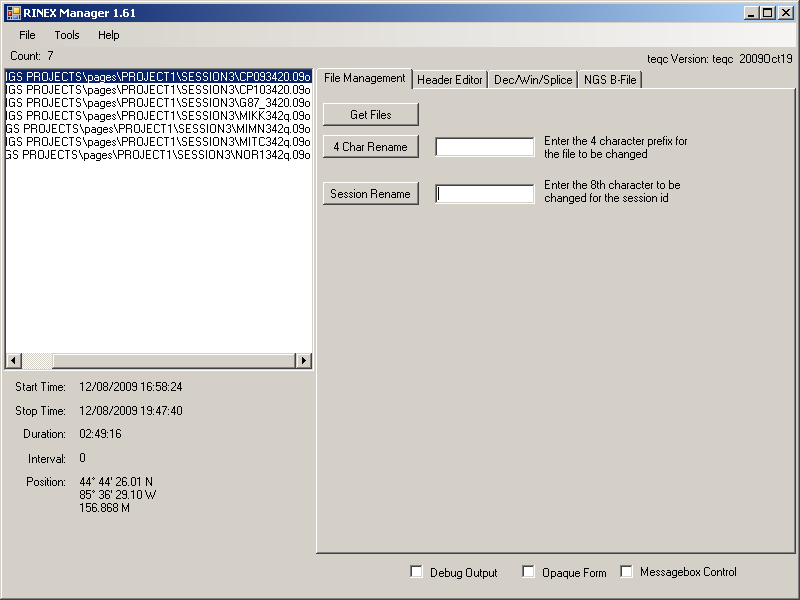 RINEX Manager 1.61
File Tools Help
Count: 7
teqc Version: teqc 2009Oct19
IGS PROJECTS\pages\PROJECT1\SESSION3\CP093420.09o
IGS PROJECTS\pages\PROJECT1\SESSION3\CP103420.09o
IGS PROJECTS\pages\PROJECT1\SESSION3\G87_3420.09o
IGS PROJECTS\pages\PROJECT1\SESSION3\MIKK342q.09o
GS PROJECTS\pages\PROJECT1\SESSION3\MIMN342q.09o
IGS PROJECTS\pages\PROJECT1\SESSION3\MITC342q.09o
GS PROJECTS\pages\PROJECT1\SESSION3\NOR1342q.09o
File Management Header Editor Dec/Win/Splice NGS B-File
Get Files
4 Char Rename
Enter the 4 character prefix for
the file to be changed
Session Rename
Enter the 8th character to be
changed for the session id
Start Time: 12/08/2009 16:58:24
Stop Time: 12/08/2009 19:47:40
Duration: 02:49:16
Interval: 0
Position: 44° 44' 26.01 N
85° 36' 29.10 W
156.868 M
Debug Output Opaque Form Messagebox Control